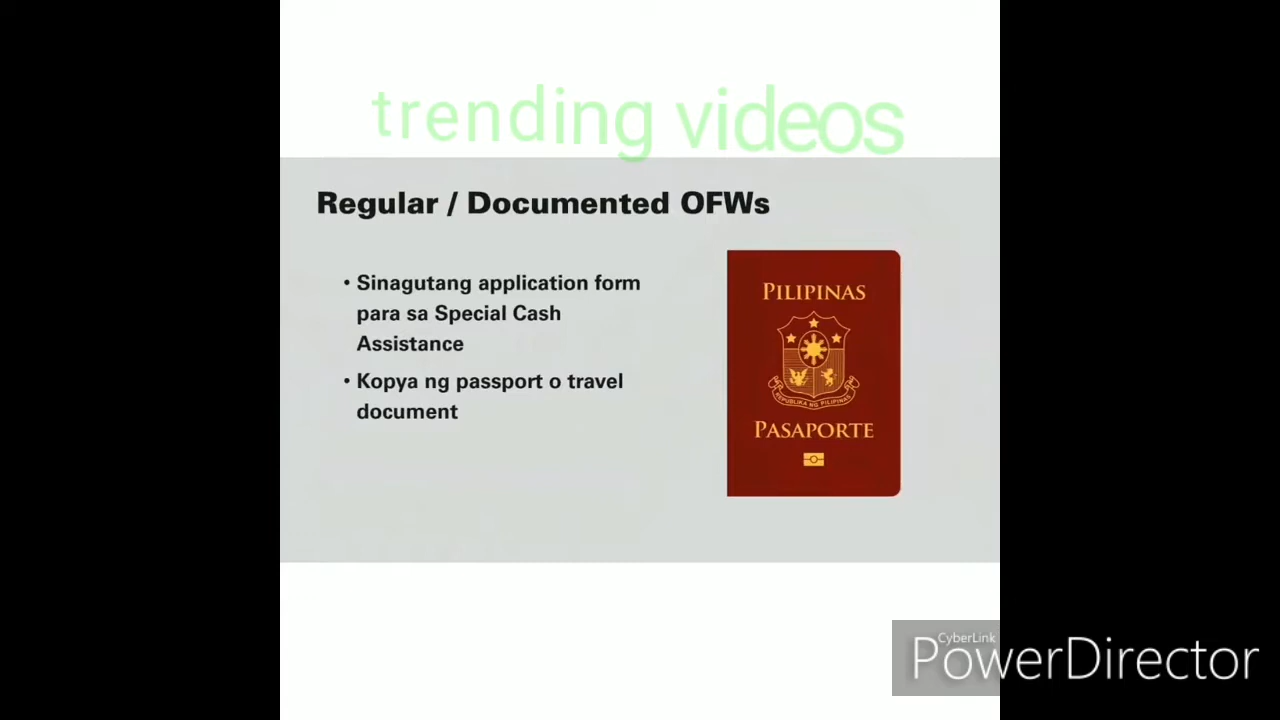 trending videos
Regular / Documented OFWs
• Sinagutang application form
para sa Special Cash
Assistance
• Kopya ng passport o travel
document
PILIPINAS
REPUBLIKA NG PILIPINAS
PASAPORTE
CyberLink
PowerDirector